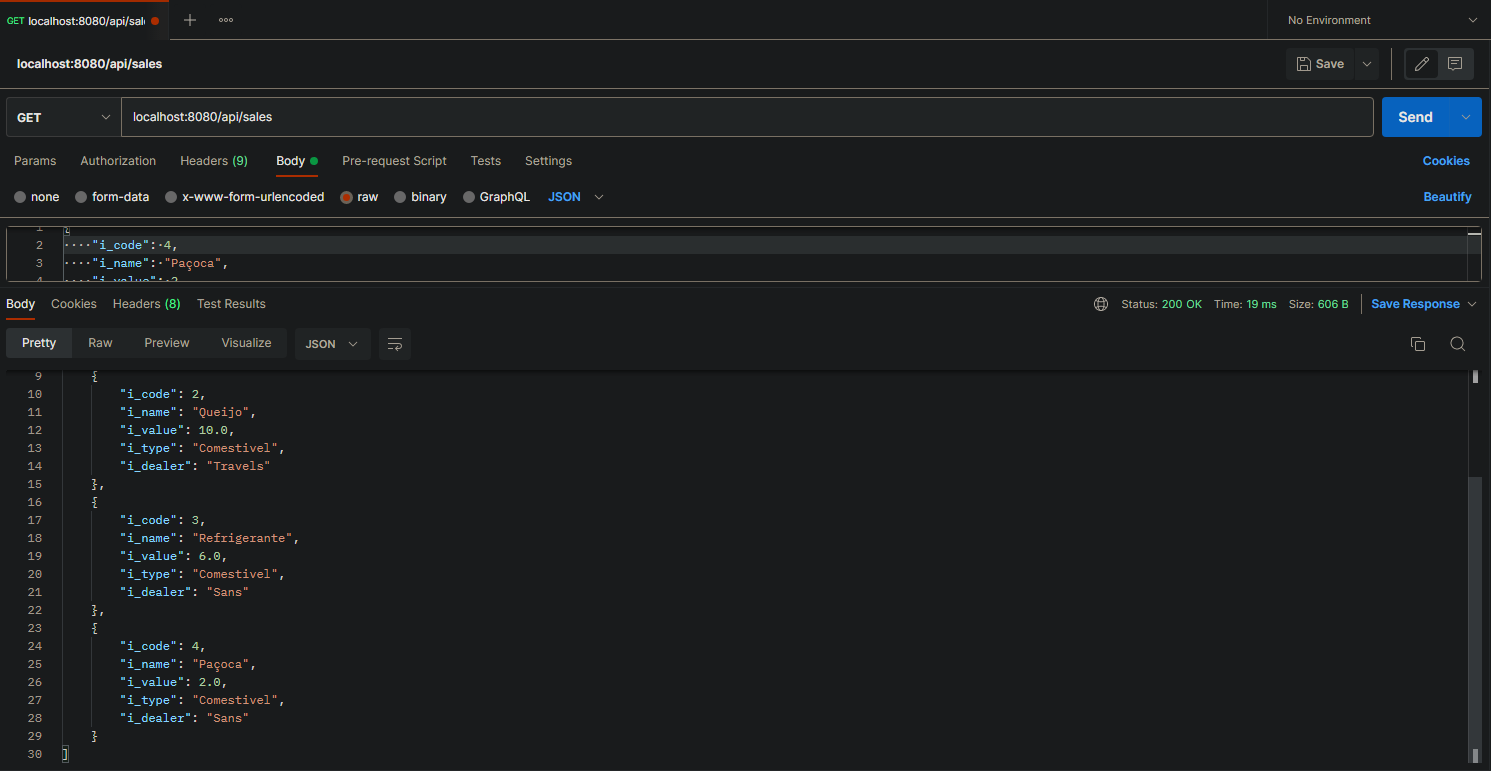 GET localhost:8080/api/sal
No Environment
localhost:8080/api/sales
Save
GET localhost:8080/api/sales Send
Params Authorization Headers (9) Body Pre-request Script Tests Settings Cookies
none form-data x-www-form-urlencoded raw binary GraphQL JSON Beautify
1 {
2 ····"i_code":·4,
3 ····"i_name":·"Paçoca",
4 ····"i_value":·2
Body Cookies Headers (8) Test Results Status: 200 OK Time: 19 ms Size: 606 B Save Response
Pretty Raw Preview Visualize JSON
9 {
10 "i_code": 2,
11 "i_name": "Queijo",
12 "i_value": 10.0,
13 "i_type": "Comestivel",
14 "i_dealer": "Travels"
15 },
16 {
17 "i_code": 3,
18 "i_name": "Refrigerante",
19 "i_value": 6.0,
20 "i_type": "Comestivel",
21 "i_dealer": "Sans"
22 },
23 {
24 "i_code": 4,
25 "i_name": "Paçoca",
26 "i_value": 2.0,
27 "i_type": "Comestivel",
28 "i_dealer": "Sans"
29 }
30 ]